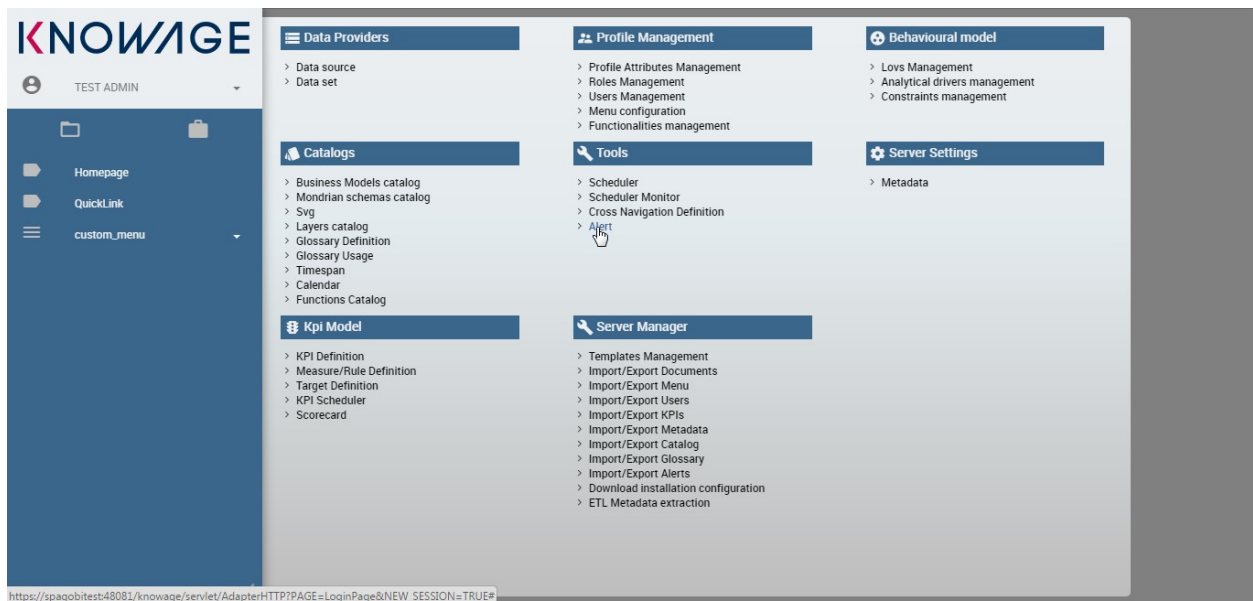 KNOWAGE
TEST ADMIN
Homepage
QuickLink
custom_menu
Data Providers
> Data source
> Data set
Profile Management
> Profile Attributes Management
> Roles Management
> Users Management
> Menu configuration
> Functionalities management
Behavioural model
> Lovs Management
> Analytical drivers management
> Constraints management
Catalogs
> Business Models catalog
> Mondrian schemas catalog
> Svg
> Layers catalog
> Glossary Definition
> Glossary Usage
> Timespan
> Calendar
> Functions Catalog
Tools
> Scheduler
> Scheduler Monitor
> Cross Navigation Definition
> Alert
Server Settings
> Metadata
Kpi Model
> KPI Definition
> Measure/Rule Definition
> Target Definition
> KPI Scheduler
> Scorecard
Server Manager
> Templates Management
> Import/Export Documents
> Import/Export Menu
> Import/Export Users
> Import/Export KPIs
> Import/Export Metadata
> Import/Export Catalog
> Import/Export Glossary
> Import/Export Alerts
> Download installation configuration
> ETL Metadata extraction
https://spagobitest:48081/knowage/servlet/AdapterHTTP?PAGE=LoginPage&NEW_SESSION=TRUE#